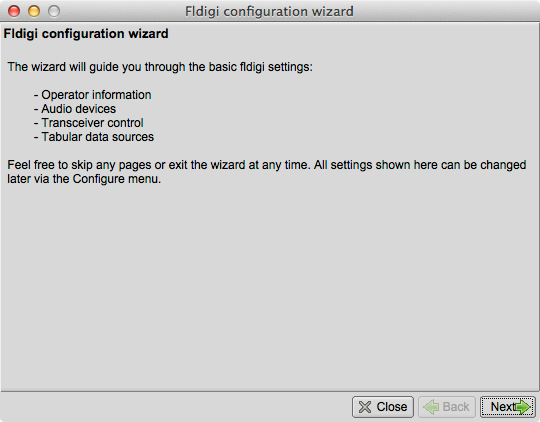 Fldigi configuration wizard
Fldigi configuration wizard
The wizard will guide you through the basic fldigi settings:
- Operator information
- Audio devices
- Transceiver control
- Tabular data sources
Feel free to skip any pages or exit the wizard at any time. All settings shown here can be changed
later via the Configure menu.
Close Back Next